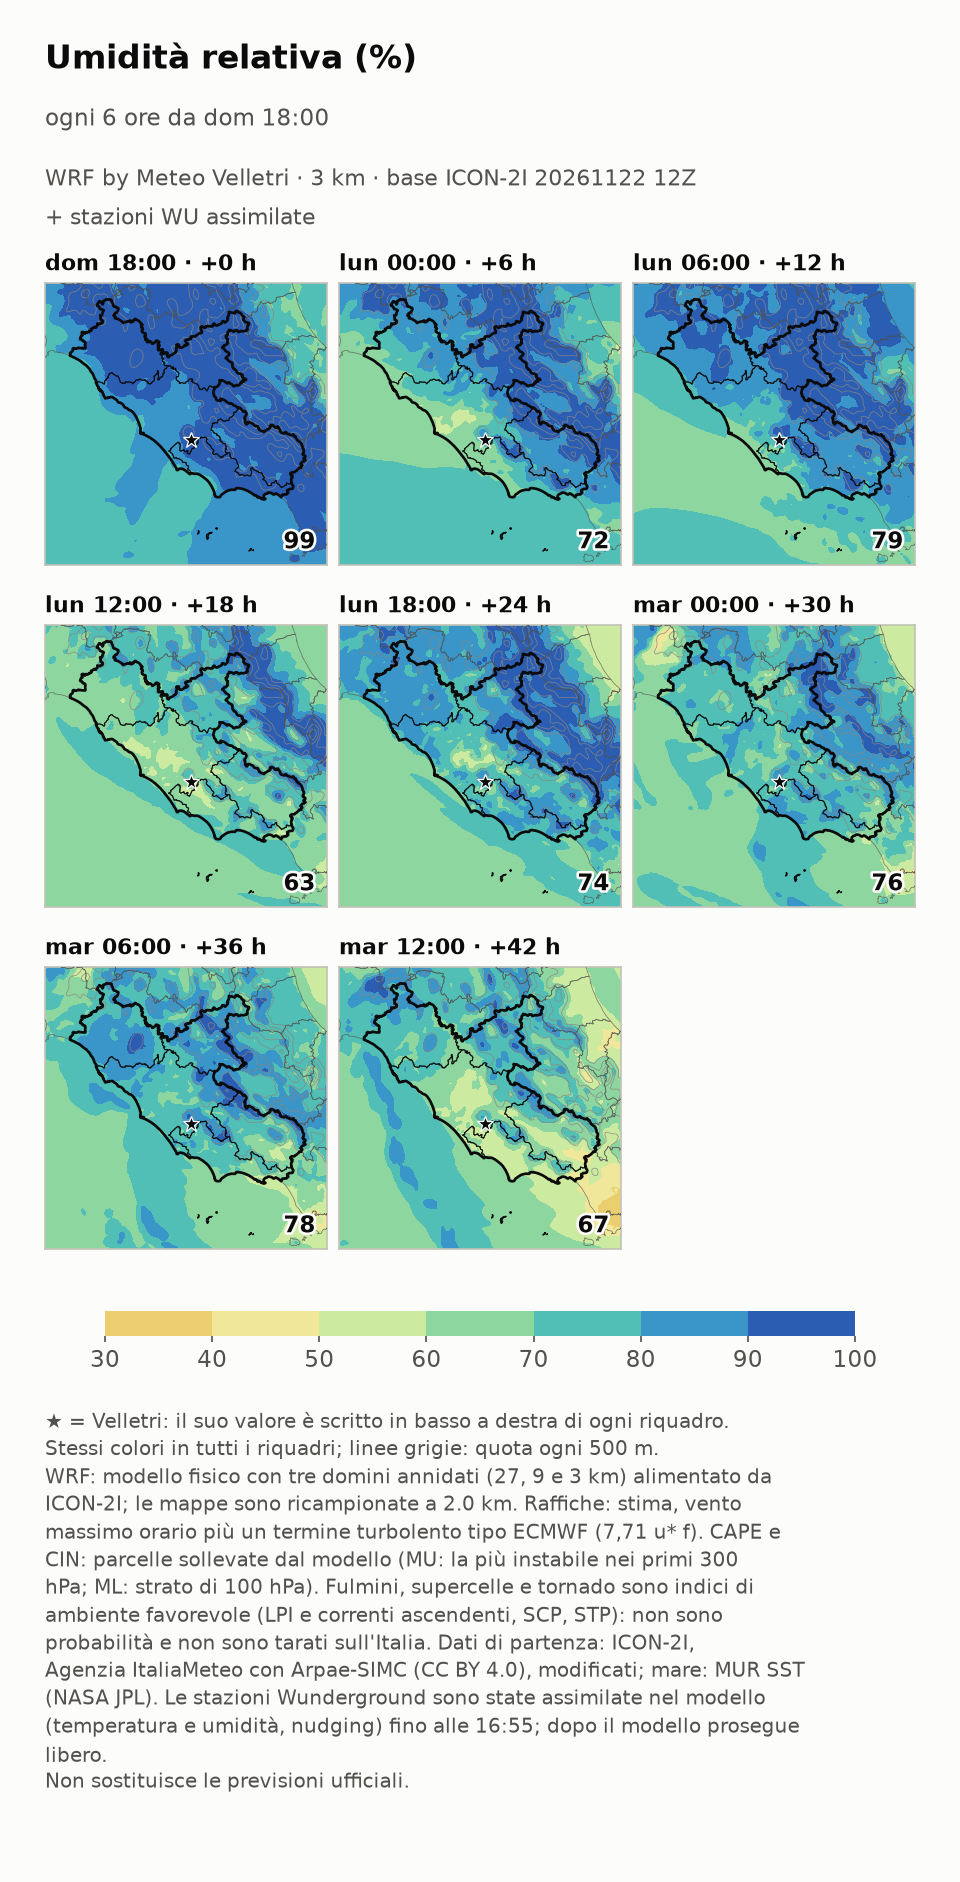 Umidità relativa (%)
ogni 6 ore da dom 18:00
WRF by Meteo Velletri · 3 km · base ICON-2I 20261122 12Z
+ stazioni WU assimilate
dom 18:00 · +0 h
lun 00:00 · +6 h
lun 06:00 · +12 h
99
72
79
lun 12:00 · +18 h
lun 18:00 · +24 h
mar 00:00 · +30 h
63
74
76
mar 06:00 · +36 h
mar 12:00 · +42 h
78
67
30 40 50 60 70 80 90 100
★ = Velletri: il suo valore è scritto in basso a destra di ogni riquadro.
Stessi colori in tutti i riquadri; linee grigie: quota ogni 500 m.
WRF: modello fisico con tre domini annidati (27, 9 e 3 km) alimentato da
ICON-2I; le mappe sono ricampionate a 2.0 km. Raffiche: stima, vento
massimo orario più un termine turbolento tipo ECMWF (7,71 u* f). CAPE e
CIN: parcelle sollevate dal modello (MU: la più instabile nei primi 300
hPa; ML: strato di 100 hPa). Fulmini, supercelle e tornado sono indici di
ambiente favorevole (LPI e correnti ascendenti, SCP, STP): non sono
probabilità e non sono tarati sull'Italia. Dati di partenza: ICON-2I,
Agenzia ItaliaMeteo con Arpae-SIMC (CC BY 4.0), modificati; mare: MUR SST
(NASA JPL). Le stazioni Wunderground sono state assimilate nel modello
(temperatura e umidità, nudging) fino alle 16:55; dopo il modello prosegue
libero.
Non sostituisce le previsioni ufficiali.